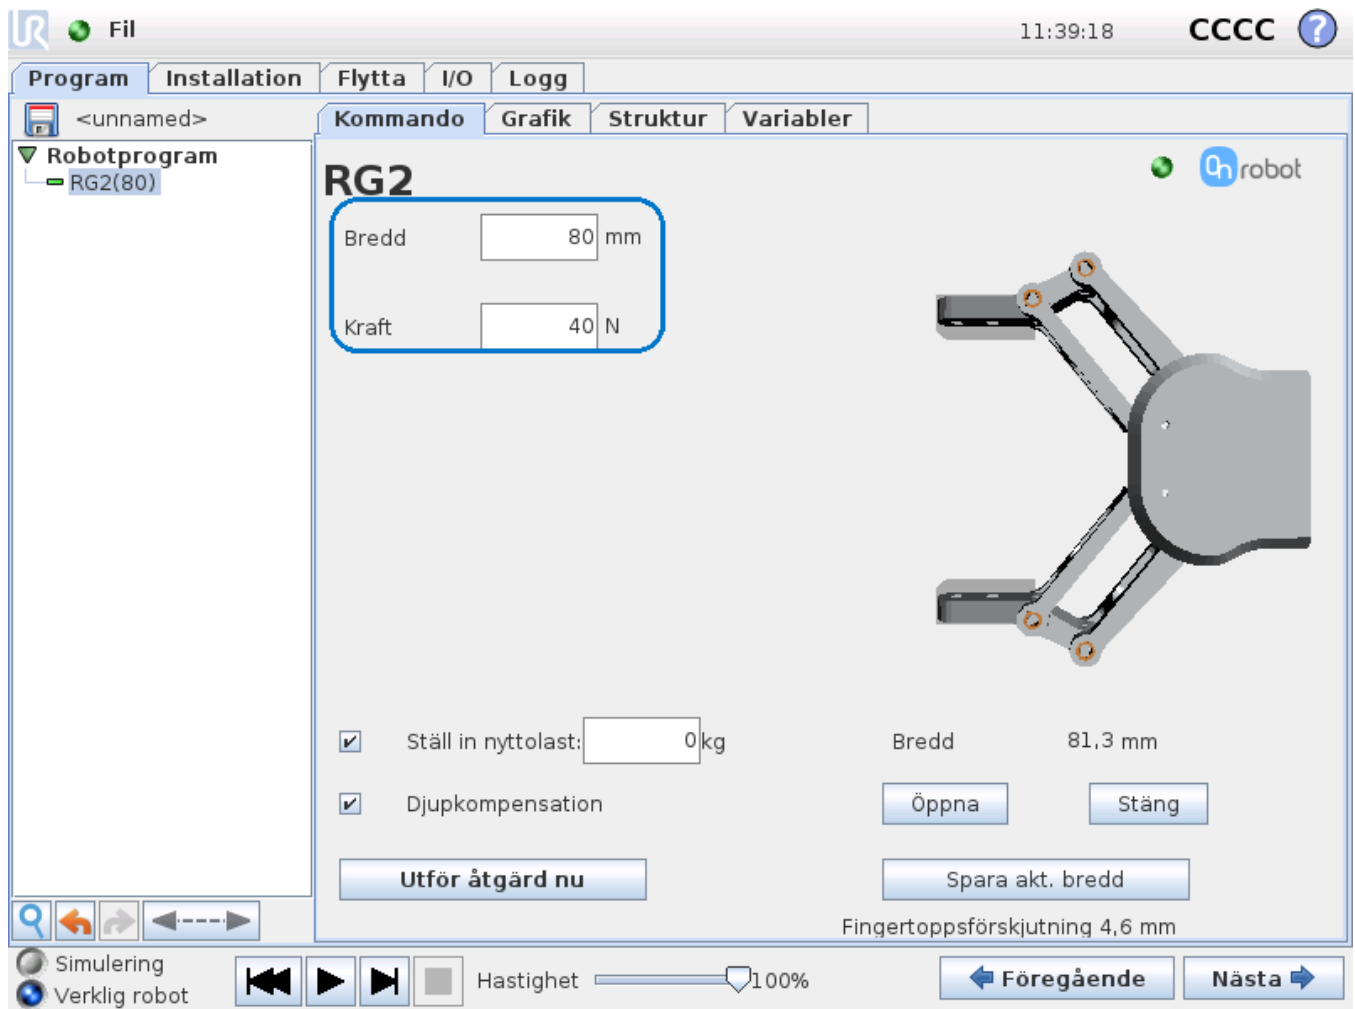 UR Fil 11:39:18 CCCC ?
Program Installation Flytta I/O Logg
<unnamed> Kommando Grafik Struktur Variabler
Robotprogram
RG2(80)
RG2 On robot
Bredd 80 mm
Kraft 40 N
Ställ in nyttolast: 0 kg Bredd 81,3 mm
Djupkompensation Öppna Stäng
Utför åtgärd nu Spara akt. bredd
Fingertoppsförskjutning 4,6 mm
Simulering
Verklig robot Hastighet 100% Föregående Nästa